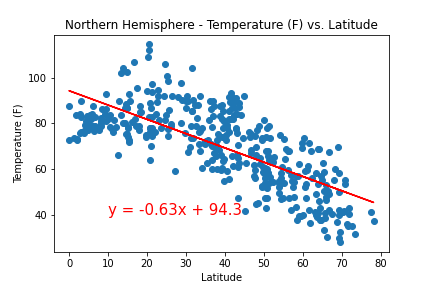 Northern Hemisphere - Temperature (F) vs. Latitude
Temperature (F)
100
80
60
40
y = -0.63x + 94.3
0 10 20 30 40 50 60 70 80
Latitude